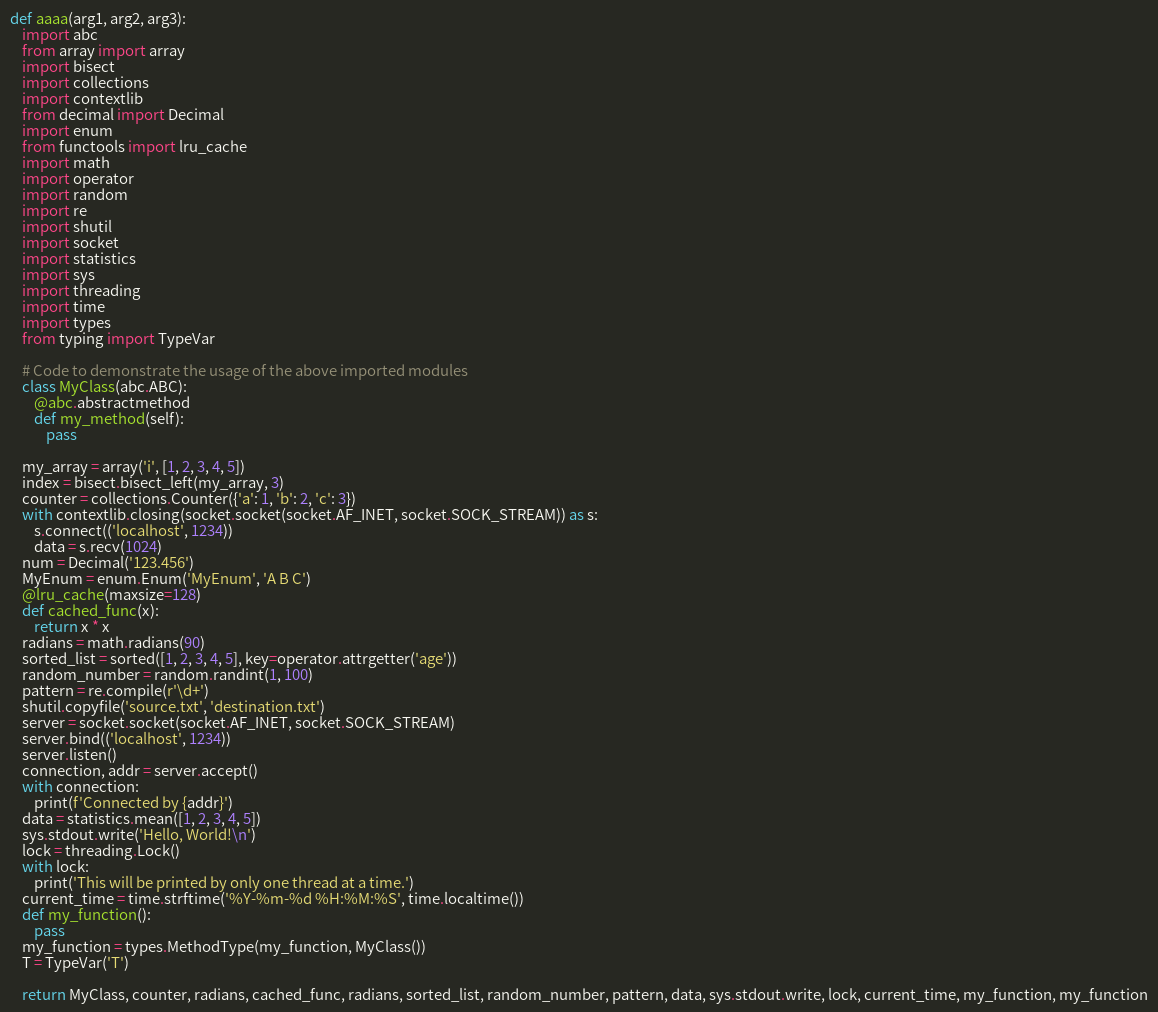 def aaaa(arg1, arg2, arg3):
    import abc
    from array import array
    import bisect
    import collections
    import contextlib
    from decimal import Decimal
    import enum
    from functools import lru_cache
    import math
    import operator
    import random
    import re
    import shutil
    import socket
    import statistics
    import sys
    import threading
    import time
    import types
    from typing import TypeVar

    # Code to demonstrate the usage of the above imported modules
    class MyClass(abc.ABC):
        @abc.abstractmethod
        def my_method(self):
            pass

    my_array = array('i', [1, 2, 3, 4, 5])
    index = bisect.bisect_left(my_array, 3)
    counter = collections.Counter({'a': 1, 'b': 2, 'c': 3})
    with contextlib.closing(socket.socket(socket.AF_INET, socket.SOCK_STREAM)) as s:
        s.connect(('localhost', 1234))
        data = s.recv(1024)
    num = Decimal('123.456')
    MyEnum = enum.Enum('MyEnum', 'A B C')
    @lru_cache(maxsize=128)
    def cached_func(x):
        return x * x
    radians = math.radians(90)
    sorted_list = sorted([1, 2, 3, 4, 5], key=operator.attrgetter('age'))
    random_number = random.randint(1, 100)
    pattern = re.compile(r'\d+')
    shutil.copyfile('source.txt', 'destination.txt')
    server = socket.socket(socket.AF_INET, socket.SOCK_STREAM)
    server.bind(('localhost', 1234))
    server.listen()
    connection, addr = server.accept()
    with connection:
        print(f'Connected by {addr}')
    data = statistics.mean([1, 2, 3, 4, 5])
    sys.stdout.write('Hello, World!\n')
    lock = threading.Lock()
    with lock:
        print('This will be printed by only one thread at a time.')
    current_time = time.strftime('%Y-%m-%d %H:%M:%S', time.localtime())
    def my_function():
        pass
    my_function = types.MethodType(my_function, MyClass())
    T = TypeVar('T')

    return MyClass, counter, radians, cached_func, radians, sorted_list, random_number, pattern, data, sys.stdout.write, lock, current_time, my_function, my_function